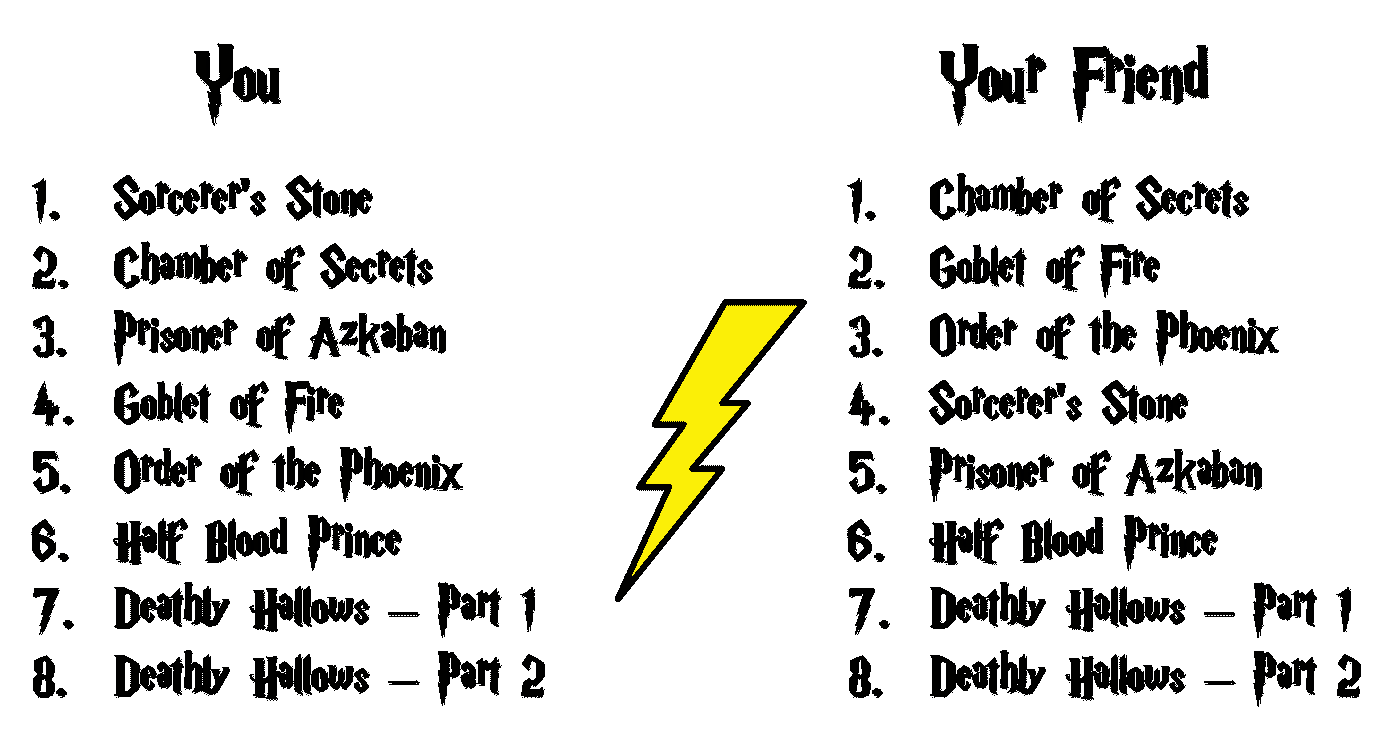 You
1. Sorcerer's Stone
2. Chamber of Secrets
3. Prisoner of Azkaban
4. Goblet of Fire
5. Order of the Phoenix
6. Half Blood Prince
7. Deathly Hallows – Part 1
8. Deathly Hallows – Part 2
Your Friend
1. Chamber of Secrets
2. Goblet of Fire
3. Order of the Phoenix
4. Sorcerer's Stone
5. Prisoner of Azkaban
6. Half Blood Prince
7. Deathly Hallows – Part 1
8. Deathly Hallows – Part 2